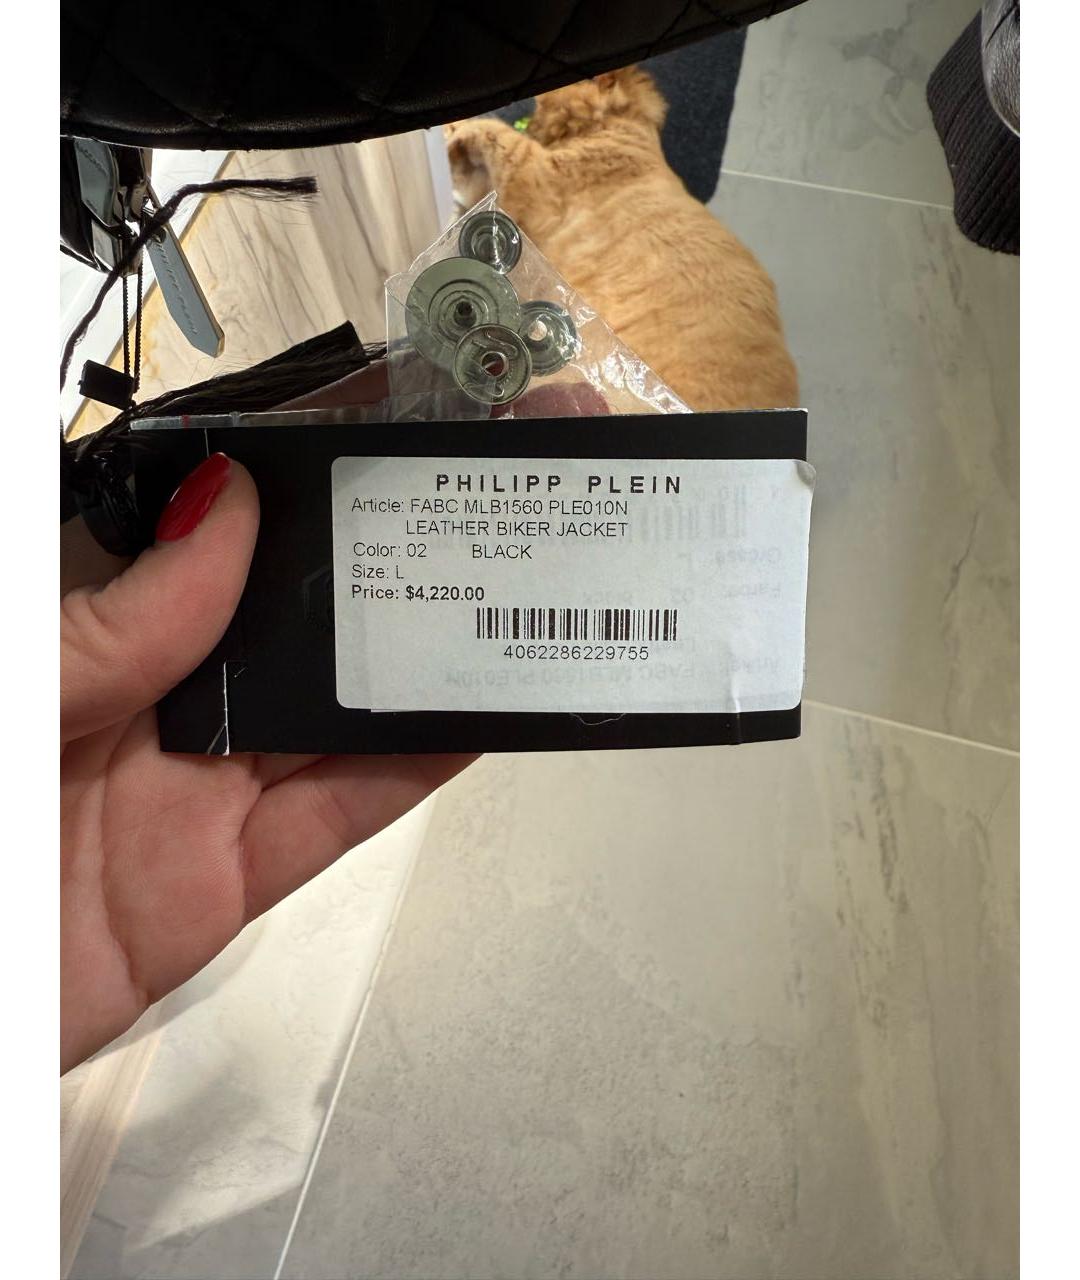 PHILIPP PLEIN
Article: FABC MLB1560 PLE010N
LEATHER BIKER JACKET
Color: 02 BLACK
Size: L
Price: $4,220.00
4062286229755